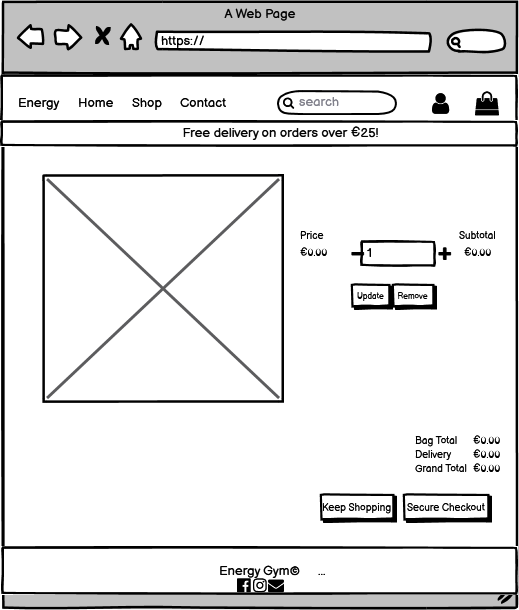 A Web Page
https://
Energy Home Shop Contact search
Free delivery on orders over €25!
Price Subtotal
€0.00 1 €0.00
Update Remove
Bag Total €0.00
Delivery €0.00
Grand Total €0.00
Keep Shopping Secure Checkout
Energy Gym© ...